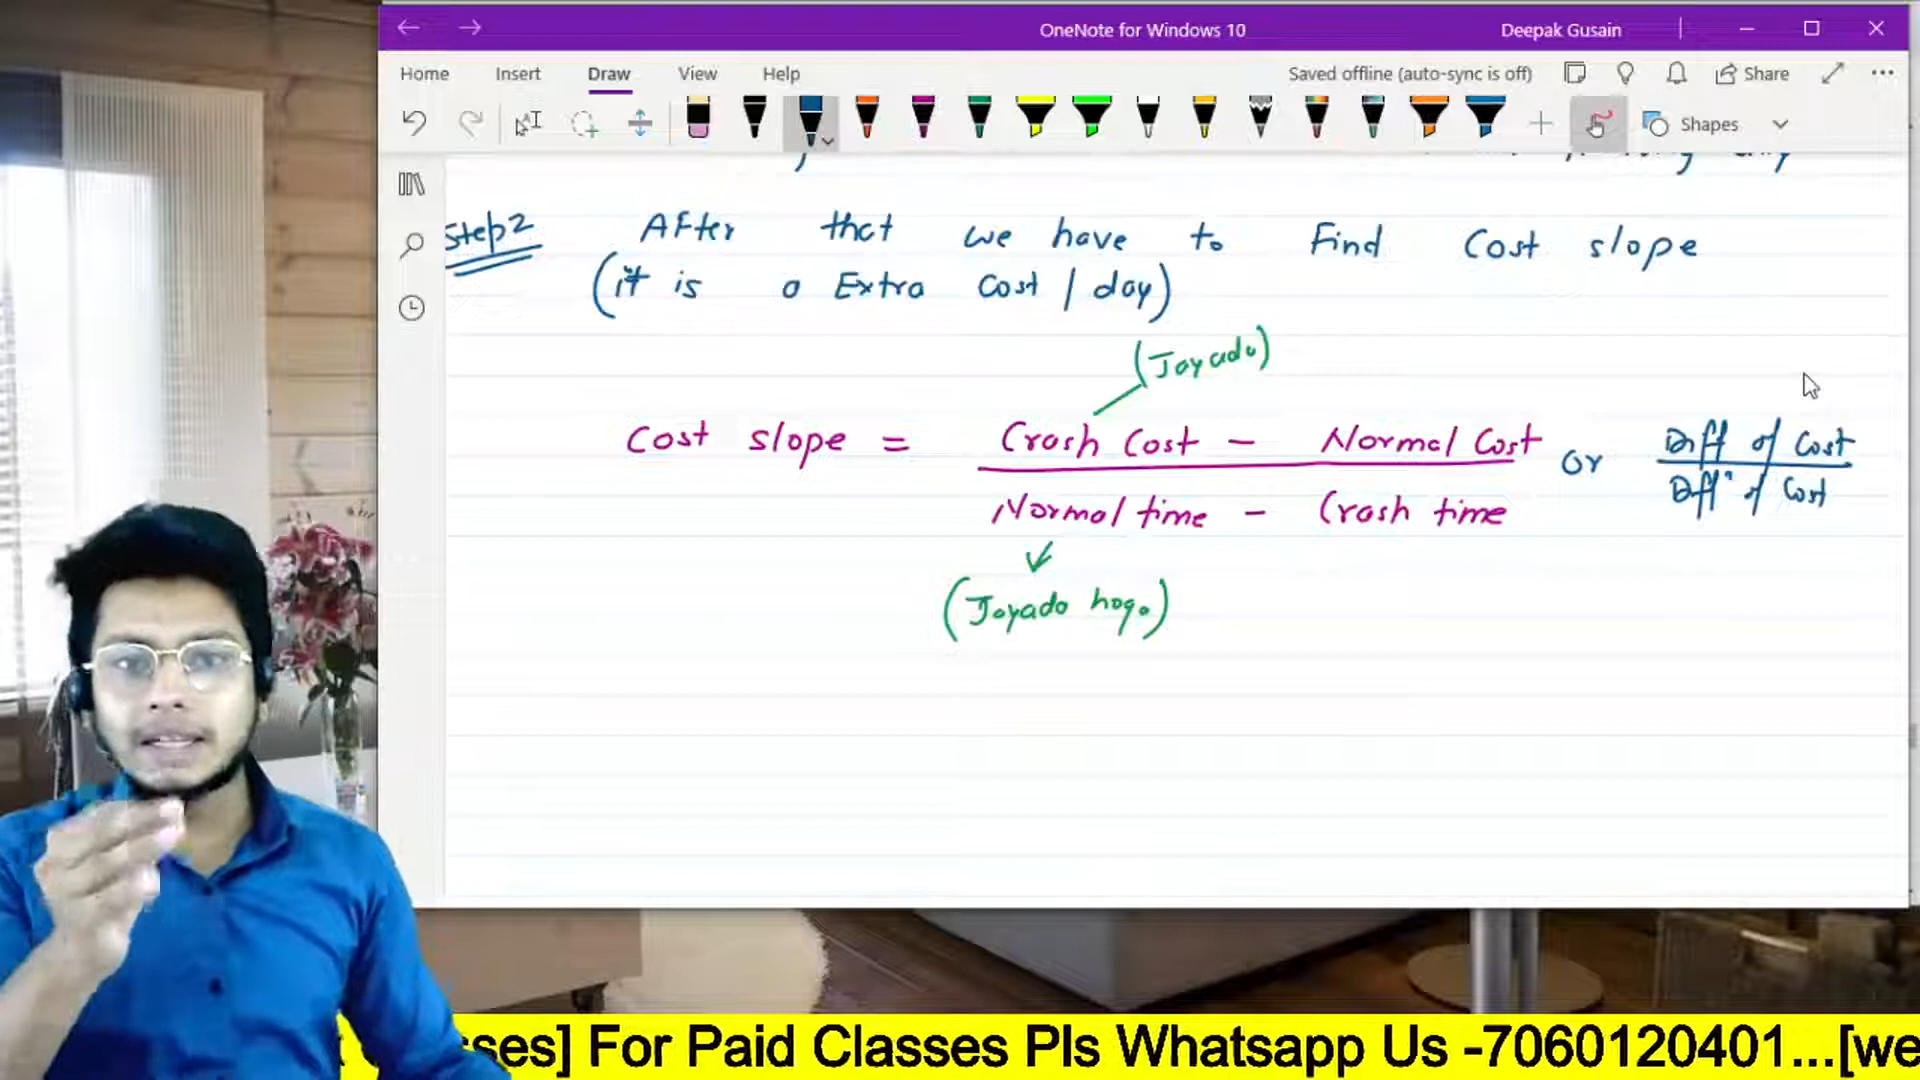 OneNote for Windows 10
Deepak Gusain
Home Insert Draw View Help
Saved offline (auto-sync is off)
Share
Shapes
Step2 After that we have to Find Cost slope
(it is a Extra Cost / day)
(Jayada)
Cost slope = Crash Cost - Normal Cost
Normal time - Crash time
or
Diff of Cost
Diff of Cost
(Jayada hoga)
sses] For Paid Classes Pls Whatsapp Us -7060120401...[we